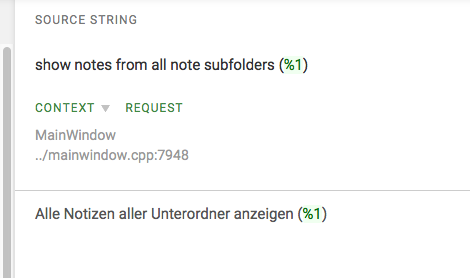 SOURCE STRING
show notes from all note subfolders (%1)
CONTEXT REQUEST
MainWindow
../mainwindow.cpp:7948
Alle Notizen aller Unterordner anzeigen (%1)